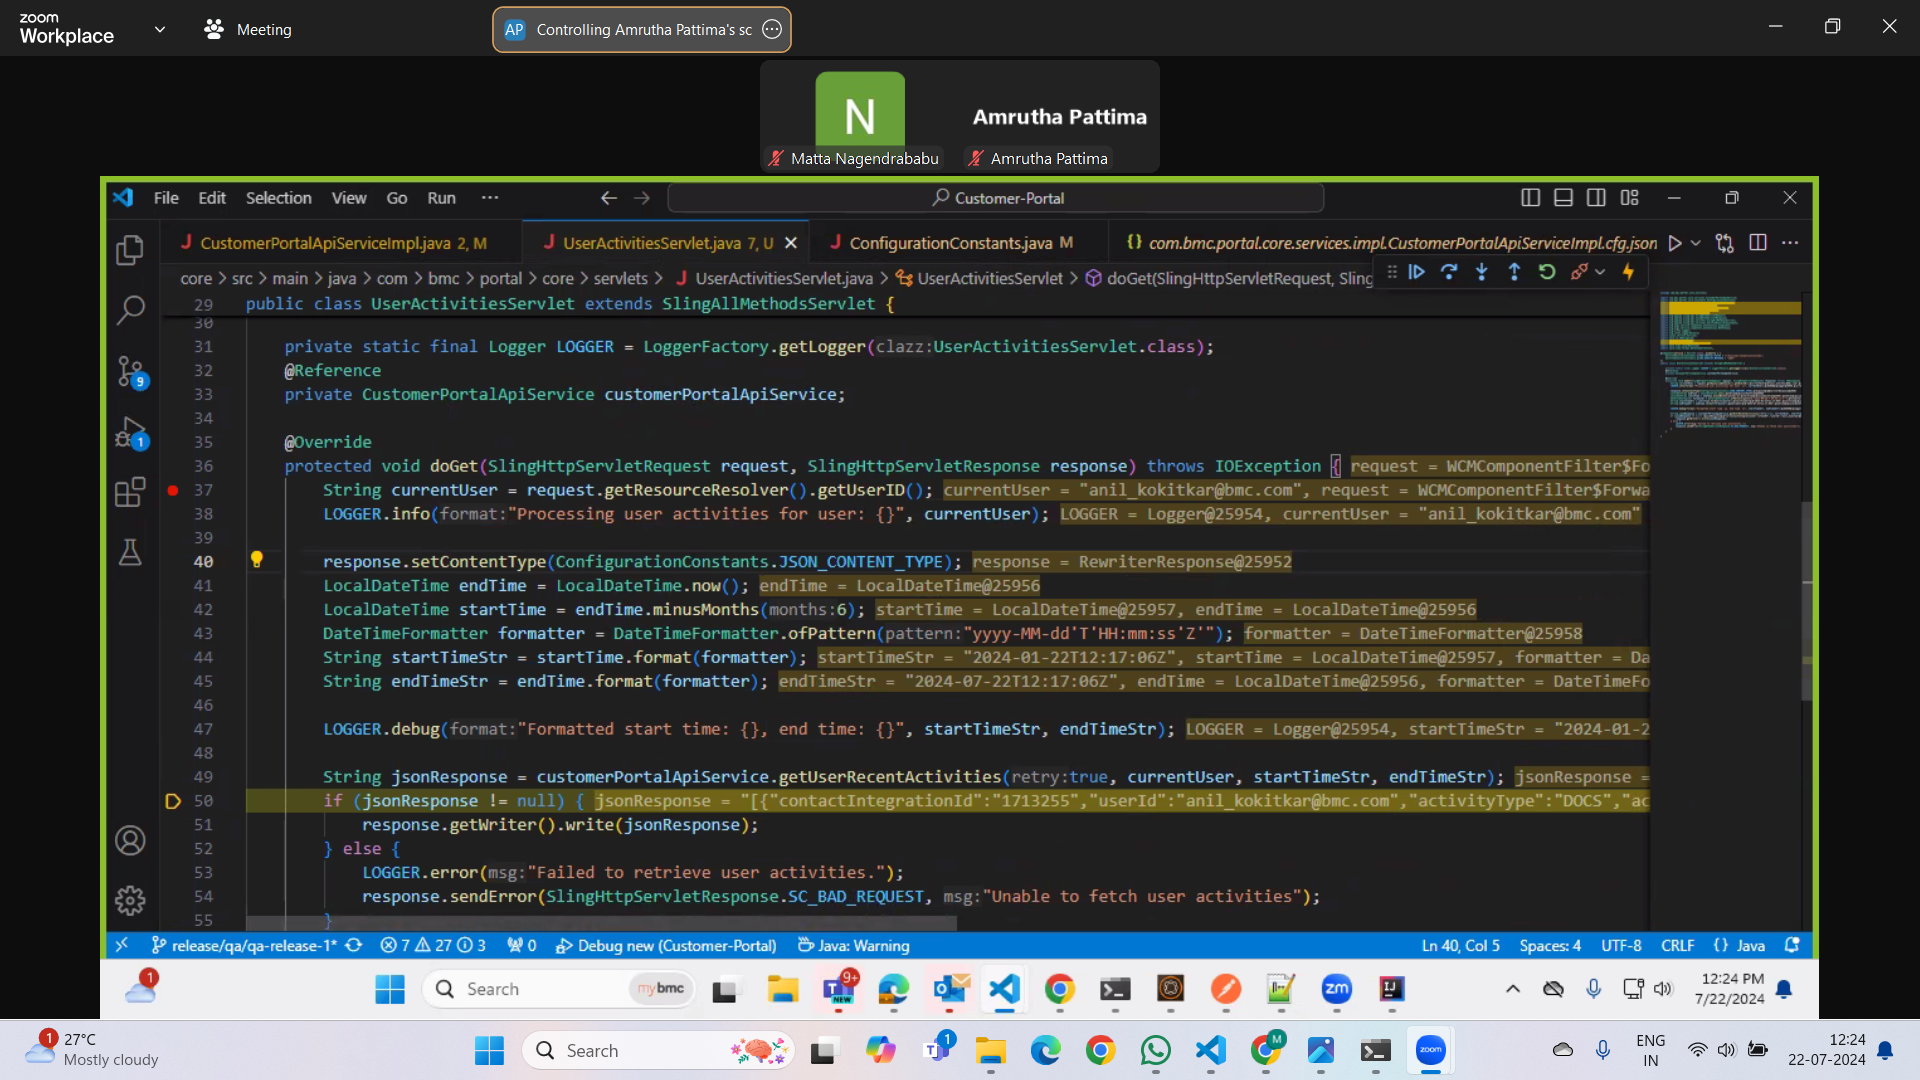 zoom
Workplace
Meeting
AP Controlling Amrutha Pattima's sc
N
Amrutha Pattima
Matta Nagendrababu
Amrutha Pattima
File Edit Selection View Go Run ···
Customer-Portal
J CustomerPortalApiServiceImpl.java 2, M
J UserActivitiesServlet.java 7, U
J ConfigurationConstants.java M
{} com.bmc.portal.core.services.impl.CustomerPortalApiServiceImpl.cfg.json
core > src > main > java > com > bmc > portal > core > servlets > J UserActivitiesServlet.java > UserActivitiesServlet > doGet(SlingHttpServletRequest, Sling
29 public class UserActivitiesServlet extends SlingAllMethodsServlet {
30
31 private static final Logger LOGGER = LoggerFactory.getLogger(clazz:UserActivitiesServlet.class);
32 @Reference
33 private CustomerPortalApiService customerPortalApiService;
34
35 @Override
36 protected void doGet(SlingHttpServletRequest request, SlingHttpServletResponse response) throws IOException { request = WCMComponentFilter$Fo
37 String currentUser = request.getResourceResolver().getUserID(); currentUser = "anil_kokitkar@bmc.com", request = WCMComponentFilter$Forwa
38 LOGGER.info(format:"Processing user activities for user: {}", currentUser); LOGGER = Logger@25954, currentUser = "anil_kokitkar@bmc.com"
39
40 response.setContentType(ConfigurationConstants.JSON_CONTENT_TYPE); response = RewriterResponse@25952
41 LocalDateTime endTime = LocalDateTime.now(); endTime = LocalDateTime@25956
42 LocalDateTime startTime = endTime.minusMonths(months:6); startTime = LocalDateTime@25957, endTime = LocalDateTime@25956
43 DateTimeFormatter formatter = DateTimeFormatter.ofPattern(pattern:"yyyy-MM-dd'T'HH:mm:ss'Z'"); formatter = DateTimeFormatter@25958
44 String startTimeStr = startTime.format(formatter); startTimeStr = "2024-01-22T12:17:06Z", startTime = LocalDateTime@25957, formatter = Da
45 String endTimeStr = endTime.format(formatter); endTimeStr = "2024-07-22T12:17:06Z", endTime = LocalDateTime@25956, formatter = DateTimeFo
46
47 LOGGER.debug(format:"Formatted start time: {}, end time: {}", startTimeStr, endTimeStr); LOGGER = Logger@25954, startTimeStr = "2024-01-2
48
49 String jsonResponse = customerPortalApiService.getUserRecentActivities(retry:true, currentUser, startTimeStr, endTimeStr); jsonResponse =
50 if (jsonResponse != null) { jsonResponse = "[{"contactIntegrationId":"1713255","userId":"anil_kokitkar@bmc.com","activityType":"DOCS","ac
51 response.getWriter().write(jsonResponse);
52 } else {
53 LOGGER.error(msg:"Failed to retrieve user activities.");
54 response.sendError(SlingHttpServletResponse.SC_BAD_REQUEST, msg:"Unable to fetch user activities");
55 }
9
1
release/qa/qa-release-1* 7 27 3 0 Debug new (Customer-Portal) Java: Warning
Ln 40, Col 5 Spaces: 4 UTF-8 CRLF {} Java
1
Search
mybmc
9+
NEW
zm
IJ
12:24 PM
7/22/2024
1
27°C
Mostly cloudy
Search
1
M
zoom
ENG
IN
12:24
22-07-2024